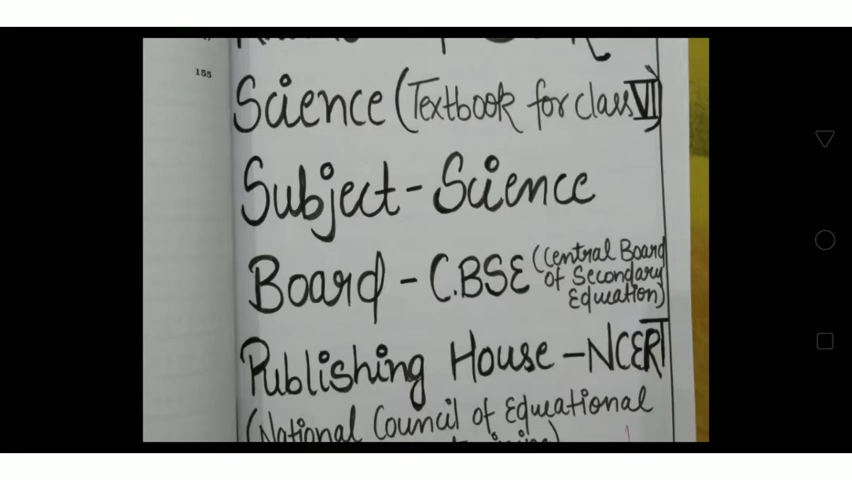 155
Science (Textbook for class VI)
Subject - Science
Board - C.BSE (Central Board
of Secondary
Education)
Publishing House - NCERT
(National Council of Educational